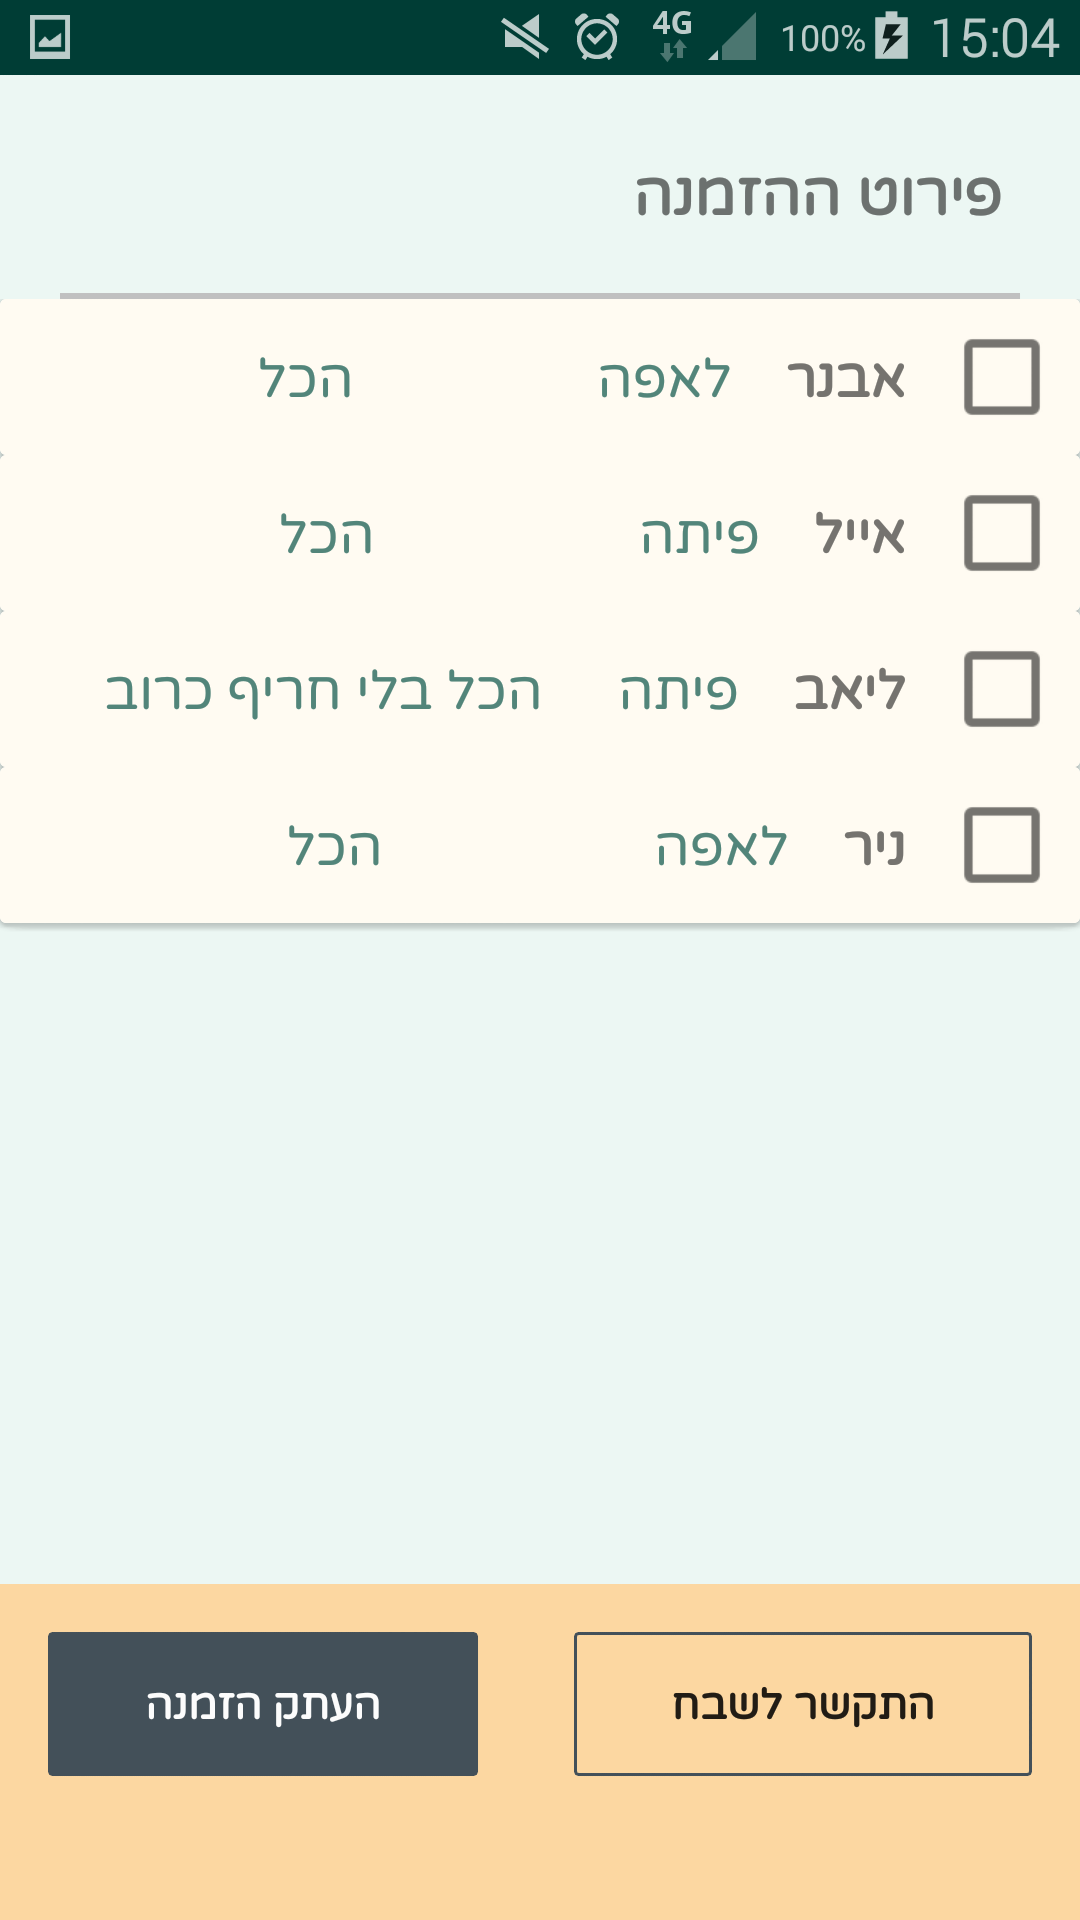 4G 100% 15:04
פירוט ההזמנה
אבנר לאפה הכל
אייל פיתה הכל
ליאב פיתה הכל בלי חריף כרוב
ניר לאפה הכל
התקשר לשבח העתק הזמנה